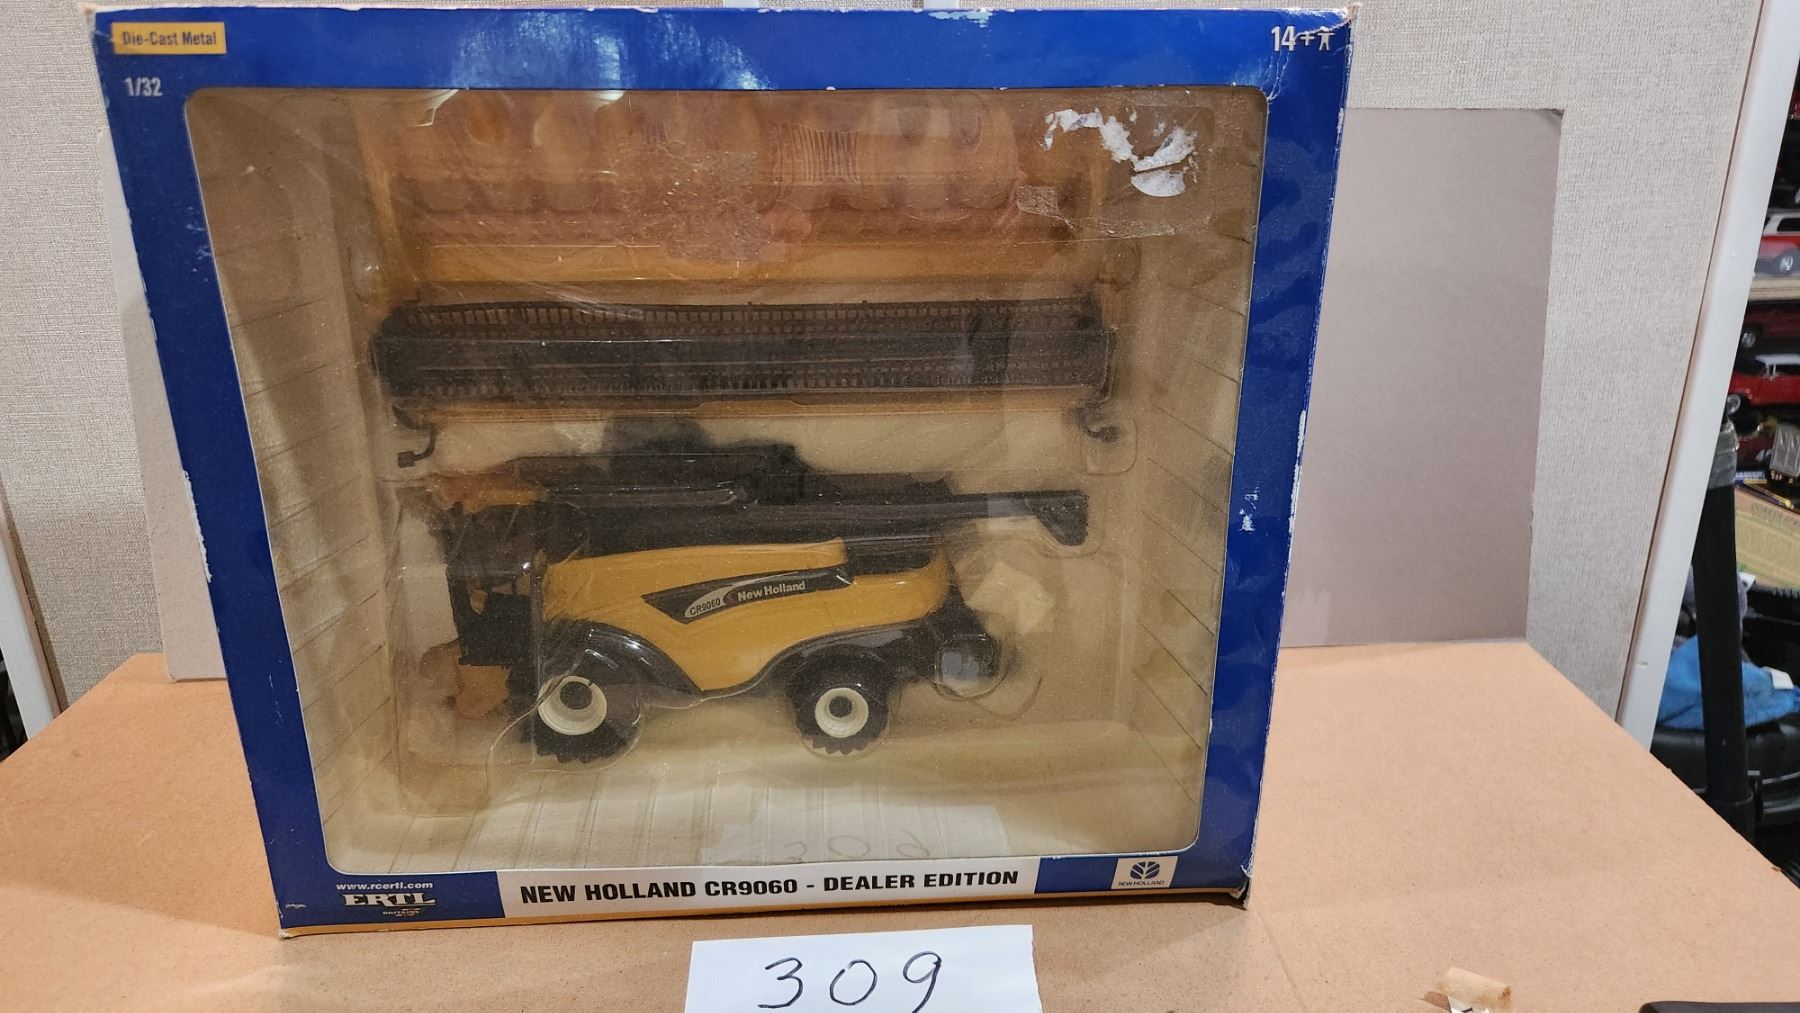 Die-Cast Metal
14+
1/32
CR9060 New Holland
www.rcertl.com
ERTL
BRITAINS
NEW HOLLAND CR9060 - DEALER EDITION
NEW HOLLAND
309